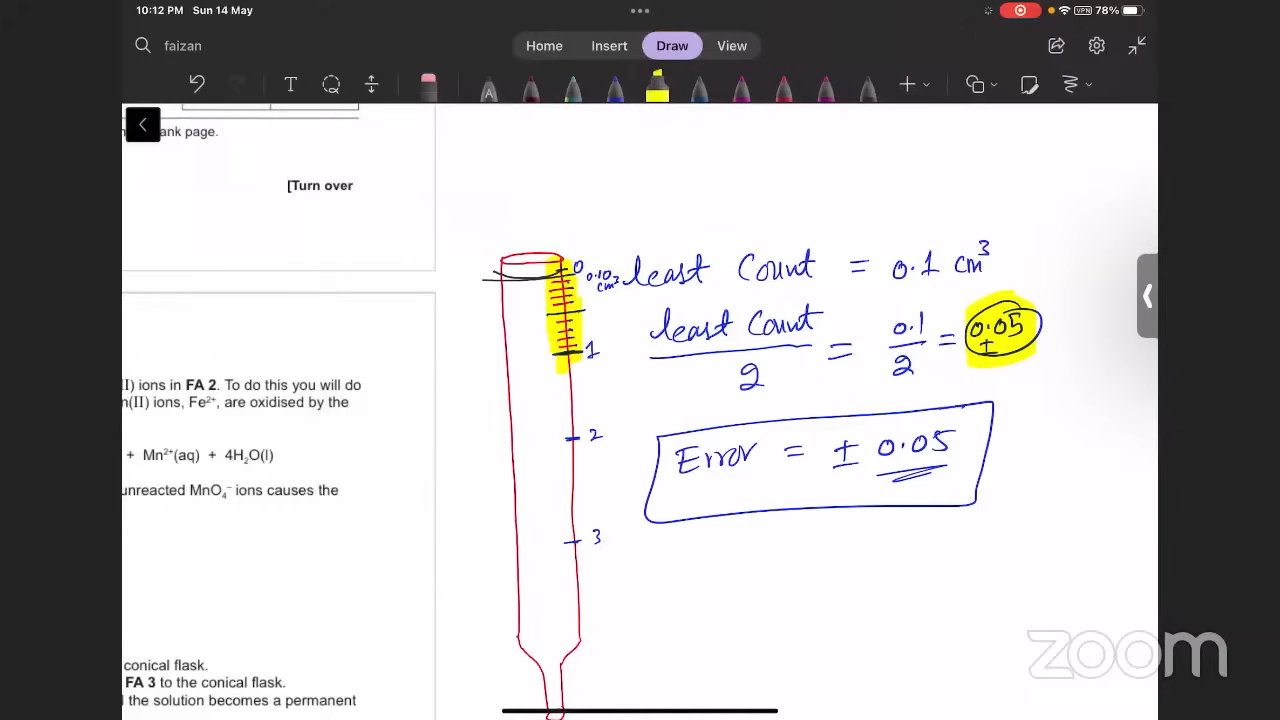 10:12 PM Sun 14 May
VPN 78%
faizan
Home Insert Draw View
T
A
ank page.
[Turn over
0
0.10
cm³
least Count = 0.1 cm³
least Count
2
=
0.1
2
= ± 0.05
1
2
3
Error = ± 0.05
II) ions in FA 2. To do this you will do
n(II) ions, Fe²⁺, are oxidised by the
+ Mn²⁺(aq) + 4H₂O(l)
unreacted MnO₄⁻ ions causes the
conical flask.
FA 3 to the conical flask.
the solution becomes a permanent
zoom